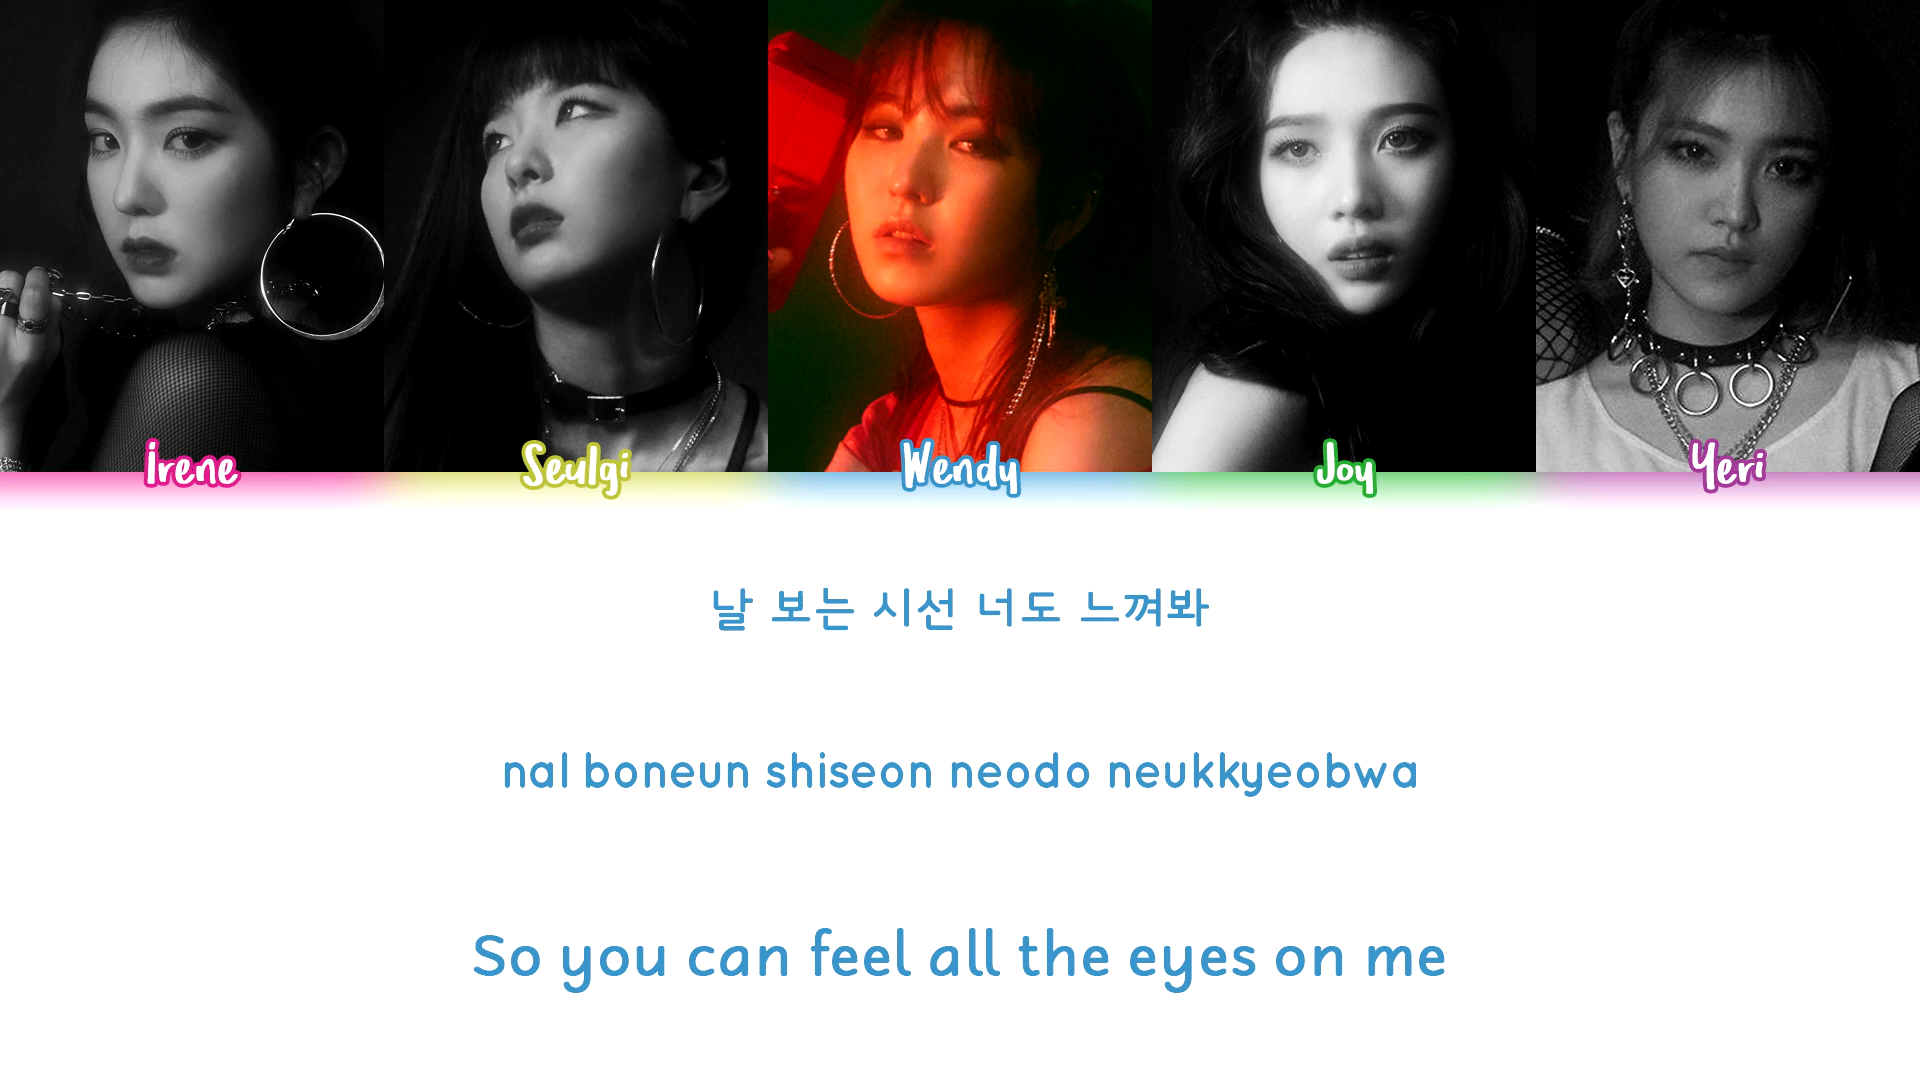 Irene
Seulgi
Wendy
Joy
Yeri
날 보는 시선 너도 느껴봐
nal boneun shiseon neodo neukkyeobwa
So you can feel all the eyes on me